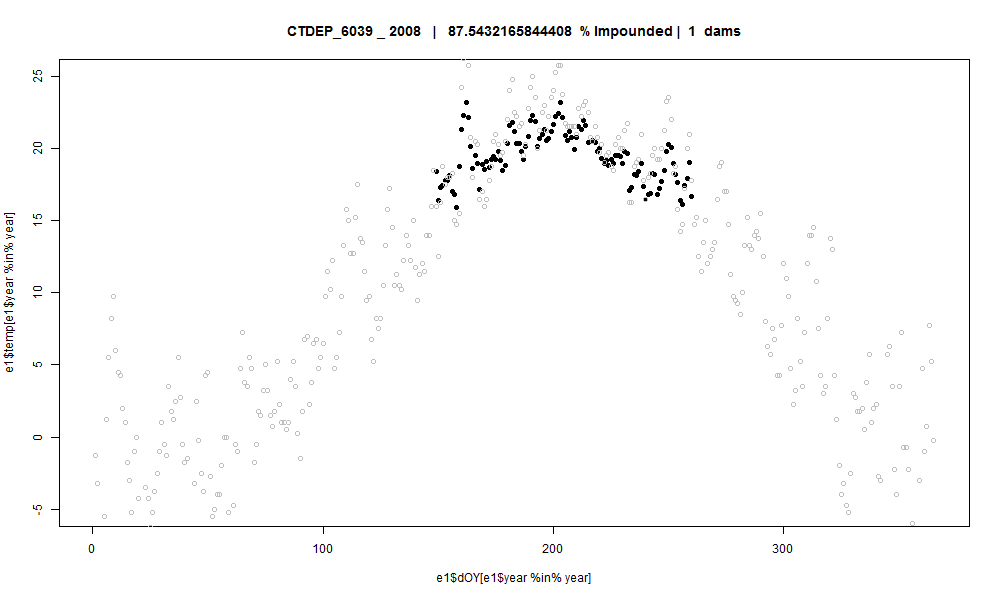 CTDEP_6039 _ 2008 | 87.5432165844408 % Impounded | 1 dams
25
20
15
10
5
0
-5
e1$temp[e1$year %in% year]
0 100 200 300
e1$dOY[e1$year %in% year]